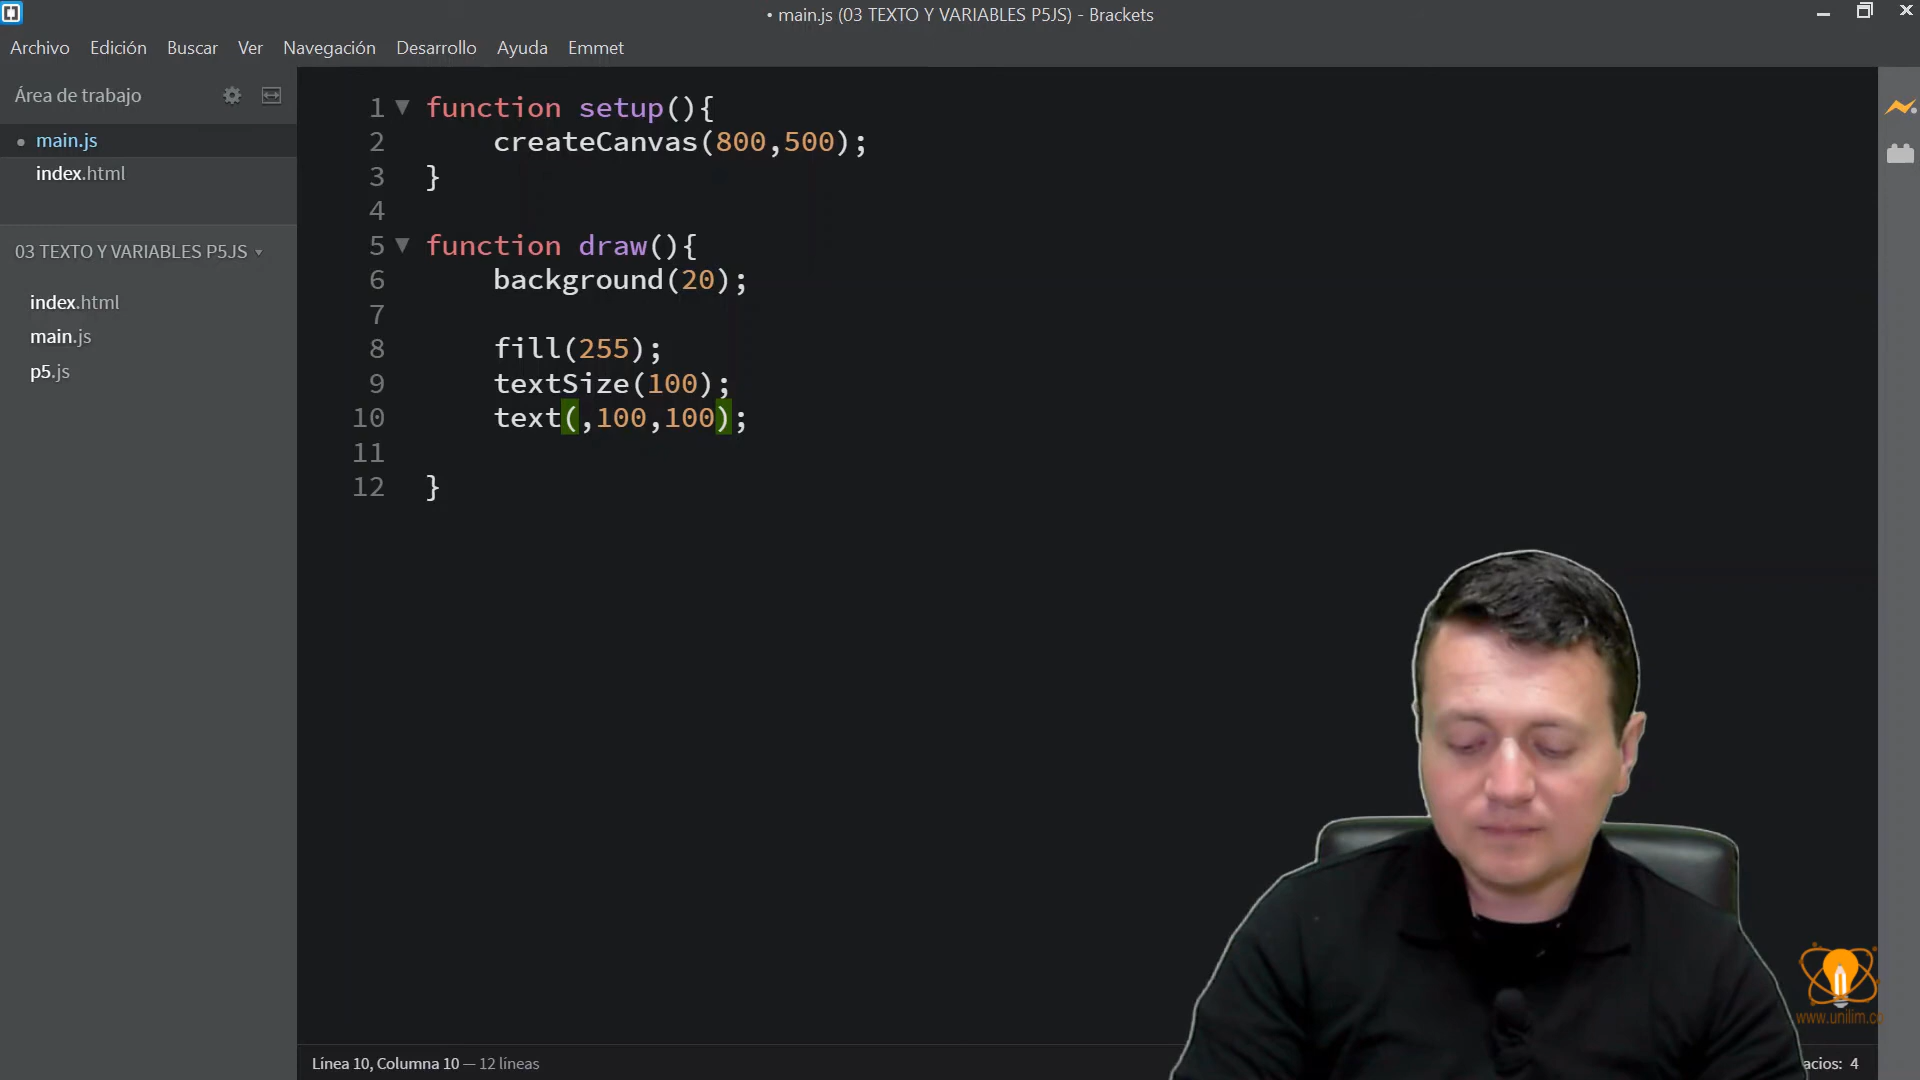 • main.js (03 TEXTO Y VARIABLES P5JS) - Brackets
Archivo Edición Buscar Ver Navegación Desarrollo Ayuda Emmet
Área de trabajo
main.js
index.html
03 TEXTO Y VARIABLES P5JS
index.html
main.js
p5.js
1 function setup(){
2 createCanvas(800,500);
3 }
4
5 function draw(){
6 background(20);
7
8 fill(255);
9 textSize(100);
10 text(,100,100);
11
12 }
www.unilim.c
Línea 10, Columna 10 — 12 líneas
acios: 4